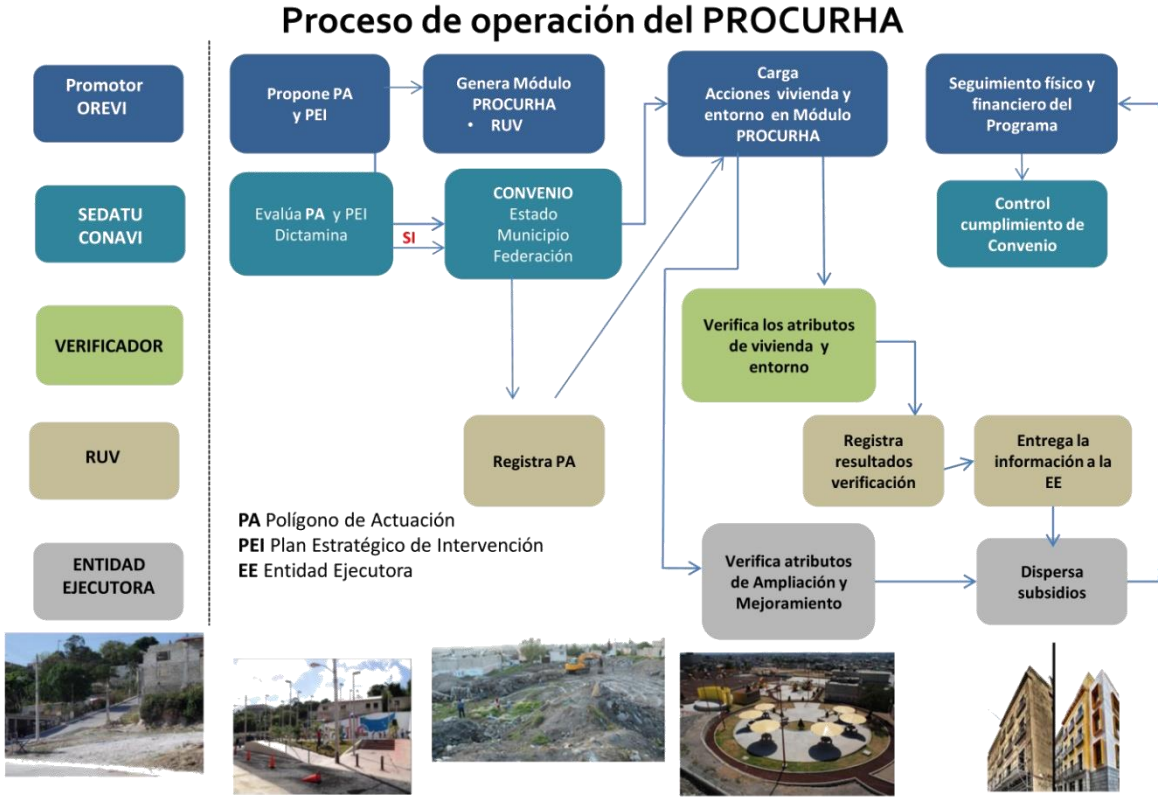 Proceso de operación del PROCURHA
Promotor
OREVI
Propone PA
y PEI
Genera Módulo
PROCURHA
• RUV
Carga
Acciones vivienda y
entorno en Módulo
PROCURHA
Seguimiento físico y
financiero del
Programa
SEDATU
CONAVI
Evalúa PA y PEI
Dictamina
SI
CONVENIO
Estado
Municipio
Federación
Control
cumplimiento de
Convenio
VERIFICADOR
Verifica los atributos
de vivienda y
entorno
RUV
Registra PA
Registra
resultados
verificación
Entrega la
información a la
EE
PA Polígono de Actuación
PEI Plan Estratégico de Intervención
EE Entidad Ejecutora
ENTIDAD
EJECUTORA
Verifica atributos
de Ampliación y
Mejoramiento
Dispersa
subsidios